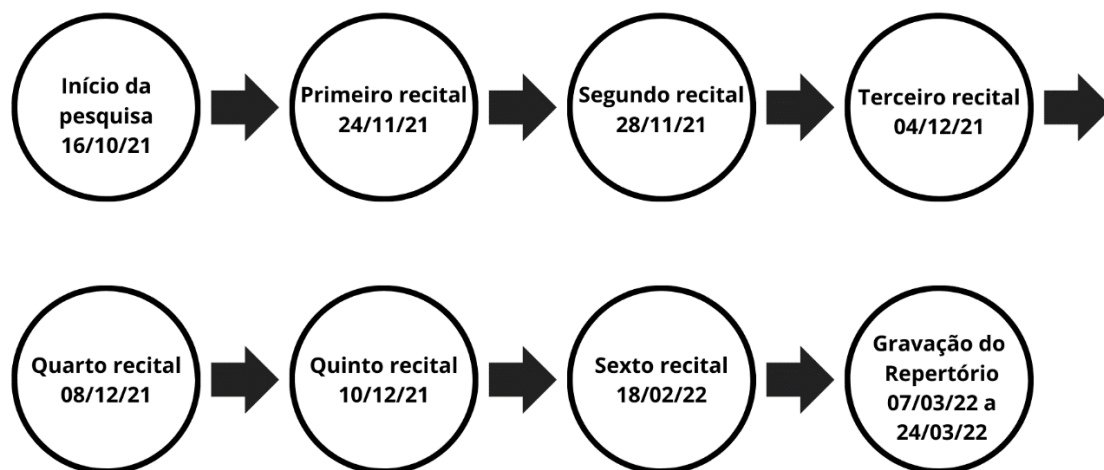 Início da
pesquisa
16/10/21
Primeiro recital
24/11/21
Segundo recital
28/11/21
Terceiro recital
04/12/21
Quarto recital
08/12/21
Quinto recital
10/12/21
Sexto recital
18/02/22
Gravação do
Repertório
07/03/22 a
24/03/22